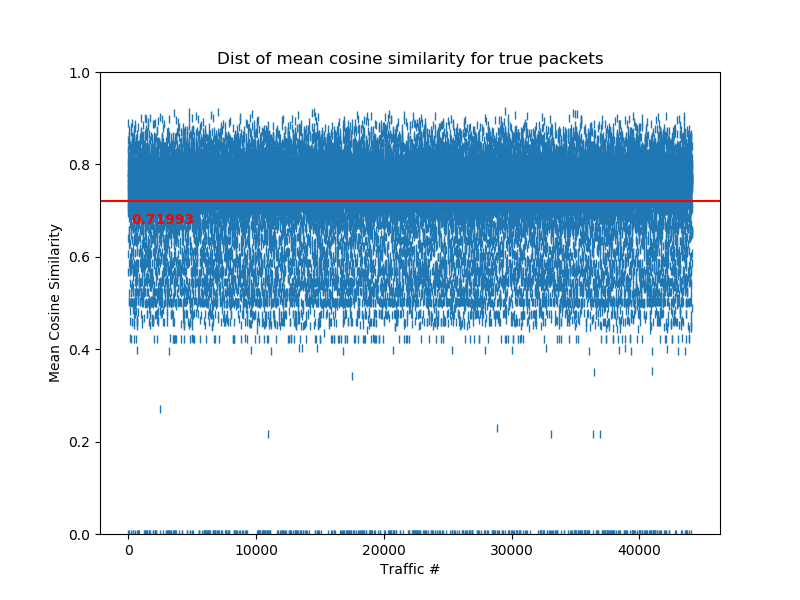 Dist of mean cosine similarity for true packets
1.0
0.8
0.71993
0.6
0.4
0.2
0.0
Mean Cosine Similarity
0 10000 20000 30000 40000
Traffic #